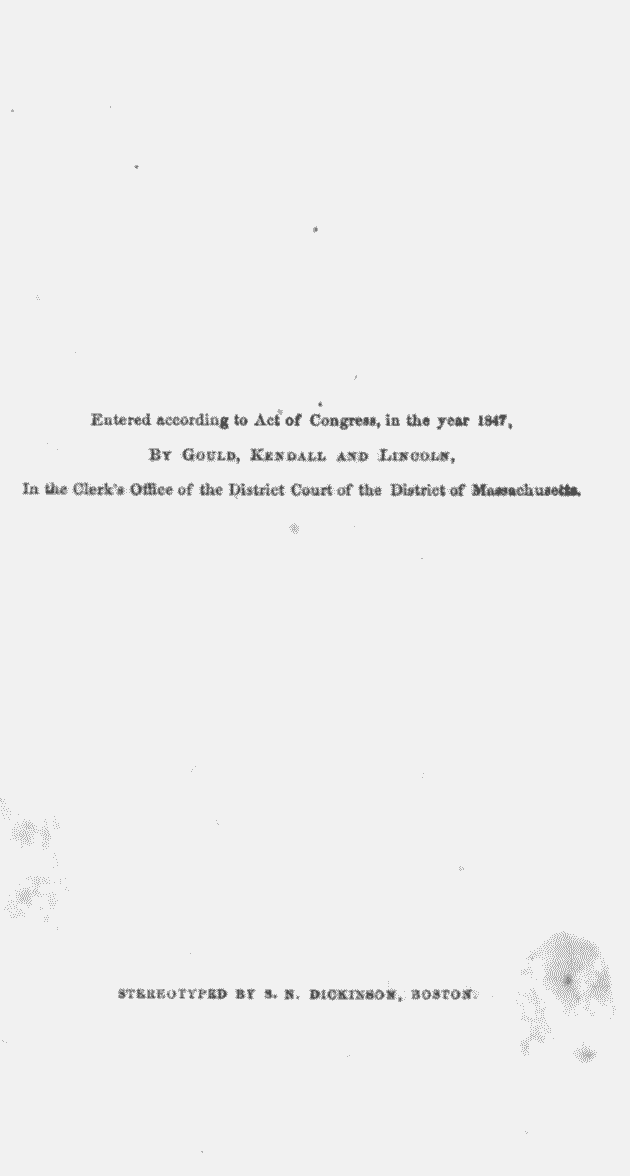 Entered according to Act of Congress, in the year 1847,
By Gould, Kendall and Lincoln,
In the Clerk's Office of the District Court of the District of Massachusetts.
STEREOTYPED BY S. N. DICKINSON, BOSTON.